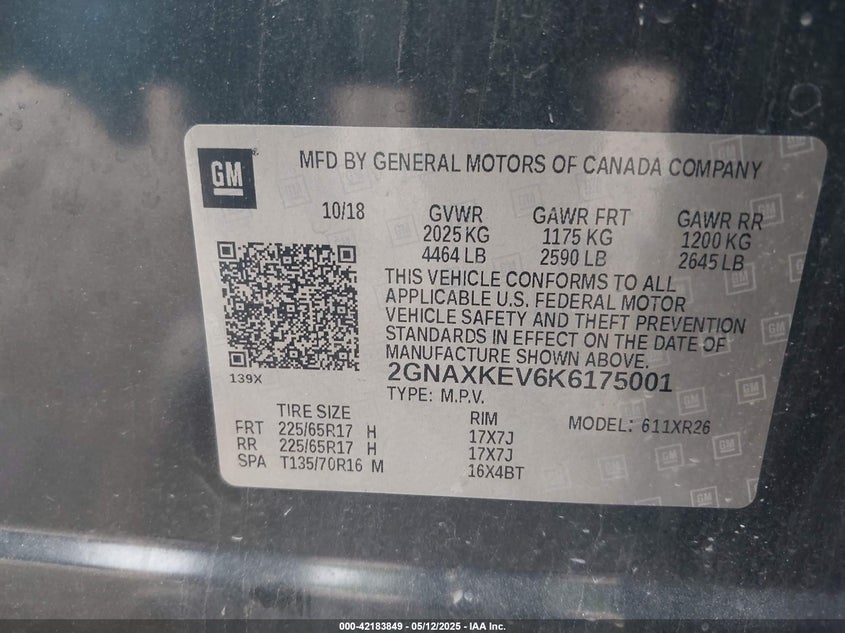 GM
MFD BY GENERAL MOTORS OF CANADA COMPANY
10/18
GVWR
2025 KG
4464 LB
GAWR FRT
1175 KG
2590 LB
GAWR RR
1200 KG
2645 LB
THIS VEHICLE CONFORMS TO ALL
APPLICABLE U.S. FEDERAL MOTOR
VEHICLE SAFETY AND THEFT PREVENTION
STANDARDS IN EFFECT ON THE DATE OF
MANUFACTURE SHOWN ABOVE.
139X
2GNAXKEV6K6175001
TYPE: M.P.V.
TIRE SIZE
RIM
MODEL: 611XR26
FRT 225/65R17 H 17X7J
RR 225/65R17 H 17X7J
SPA T135/70R16 M 16X4BT
000-42183849 - 05/12/2025 - IAA Inc.